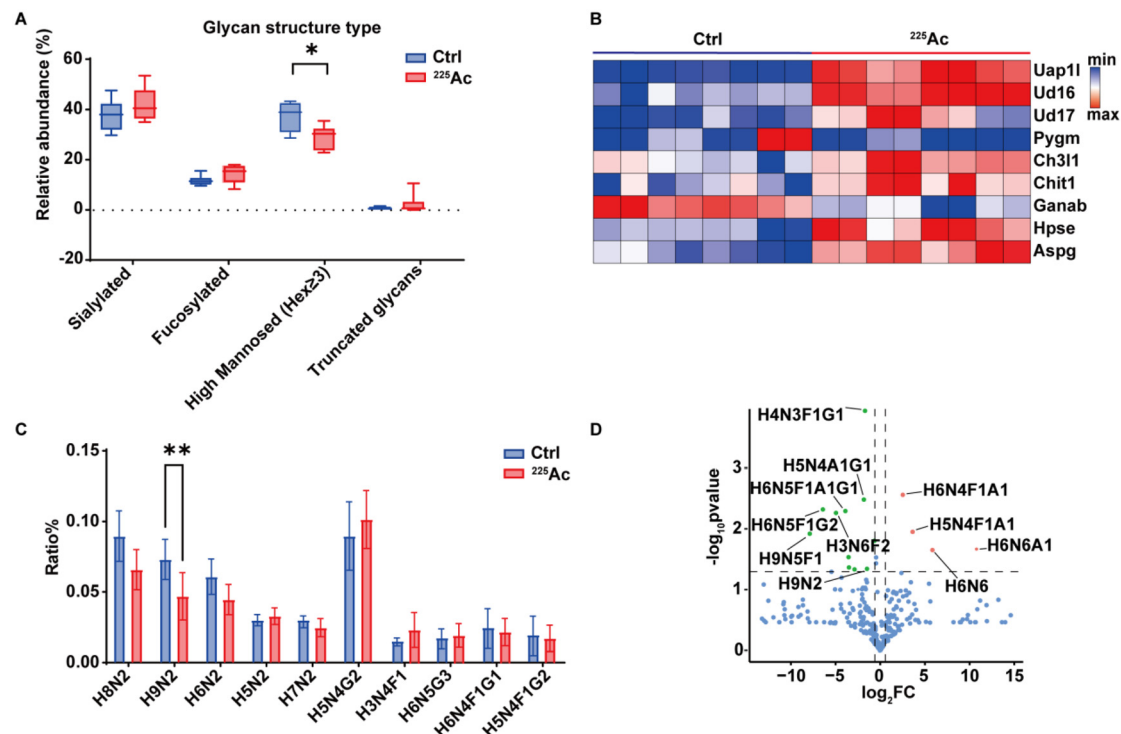 A
Glycan structure type
Relative abundance (%)
60
40
20
0
-20
*
Ctrl
²²⁵Ac
Sialylated
Fucosylated
High Mannosed (Hex≥3)
Truncated glycans
B
Ctrl
²²⁵Ac
Uap1l
Ud16
Ud17
Pygm
Ch3l1
Chit1
Ganab
Hpse
Aspg
min
max
C
Ratio%
0.15
0.10
0.05
0.00
**
Ctrl
²²⁵Ac
H8N2
H9N2
H6N2
H5N2
H7N2
H5N4G2
H3N4F1
H6N5G3
H6N4F1G1
H5N4F1G2
D
-log₁₀pvalue
3
2
1
0
H4N3F1G1
H5N4A1G1
H6N5F1A1G1
H6N5F1G2
H3N6F2
H9N5F1
H9N2
H6N4F1A1
H5N4F1A1
H6N6A1
H6N6
−10 −5 0 5 10 15
log₂FC